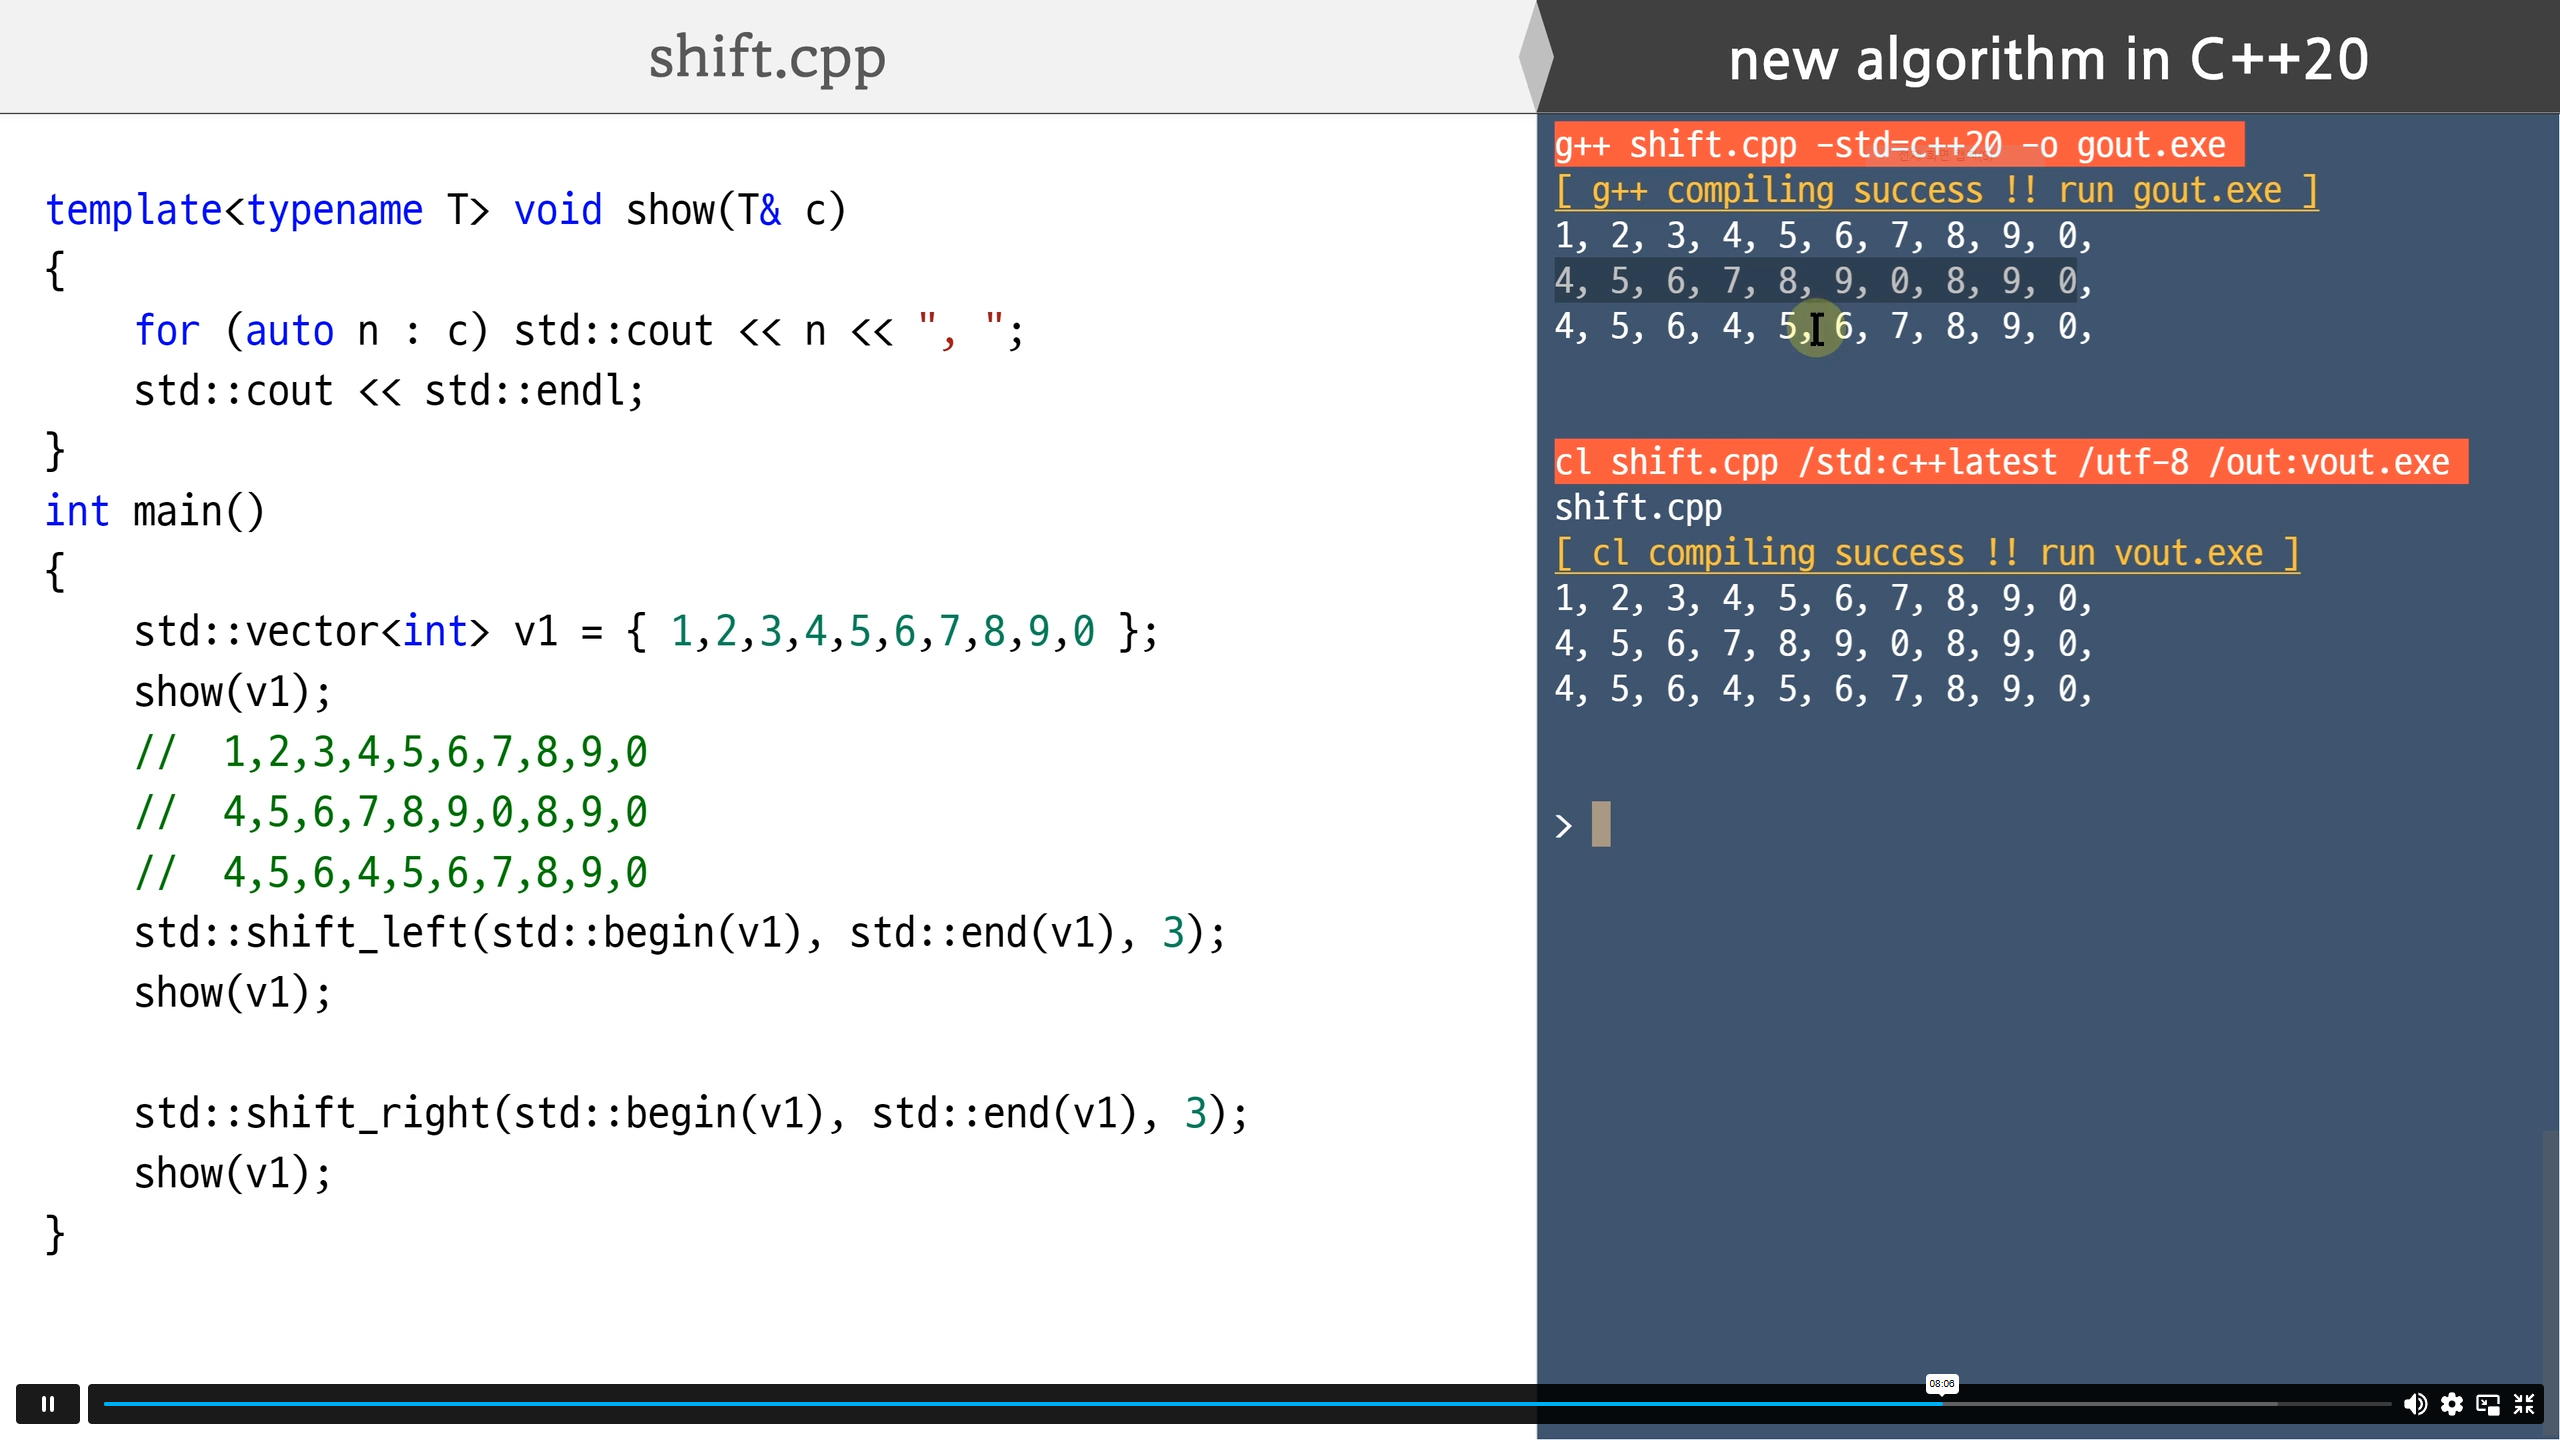 shift.cpp
new algorithm in C++20
template<typename T> void show(T& c)
{
    for (auto n : c) std::cout << n << ", ";
    std::cout << std::endl;
}
int main()
{
    std::vector<int> v1 = { 1,2,3,4,5,6,7,8,9,0 };
    show(v1);
    //  1,2,3,4,5,6,7,8,9,0
    //  4,5,6,7,8,9,0,8,9,0
    //  4,5,6,4,5,6,7,8,9,0
    std::shift_left(std::begin(v1), std::end(v1), 3);
    show(v1);
    std::shift_right(std::begin(v1), std::end(v1), 3);
    show(v1);
}
g++ shift.cpp -std=c++20 -o gout.exe
[ g++ compiling success !! run gout.exe ]
1, 2, 3, 4, 5, 6, 7, 8, 9, 0,
4, 5, 6, 7, 8, 9, 0, 8, 9, 0,
4, 5, 6, 4, 5, 6, 7, 8, 9, 0,
cl shift.cpp /std:c++latest /utf-8 /out:vout.exe
shift.cpp
[ cl compiling success !! run vout.exe ]
1, 2, 3, 4, 5, 6, 7, 8, 9, 0,
4, 5, 6, 7, 8, 9, 0, 8, 9, 0,
4, 5, 6, 4, 5, 6, 7, 8, 9, 0,
>
08:06